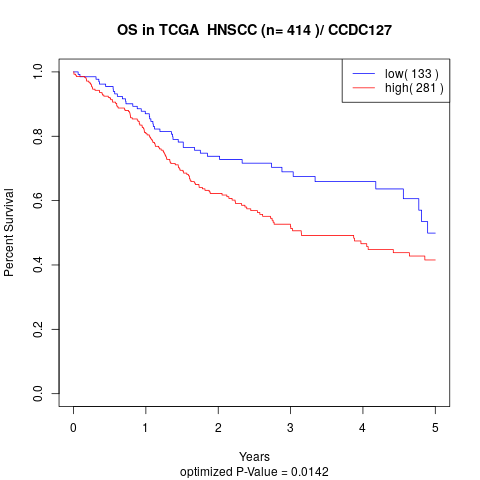 OS in TCGA  HNSCC (n= 414 )/ CCDC127
low( 133 )
high( 281 )
Percent Survival
1.0
0.8
0.6
0.4
0.2
0.0
0 1 2 3 4 5
Years
optimized P-Value = 0.0142